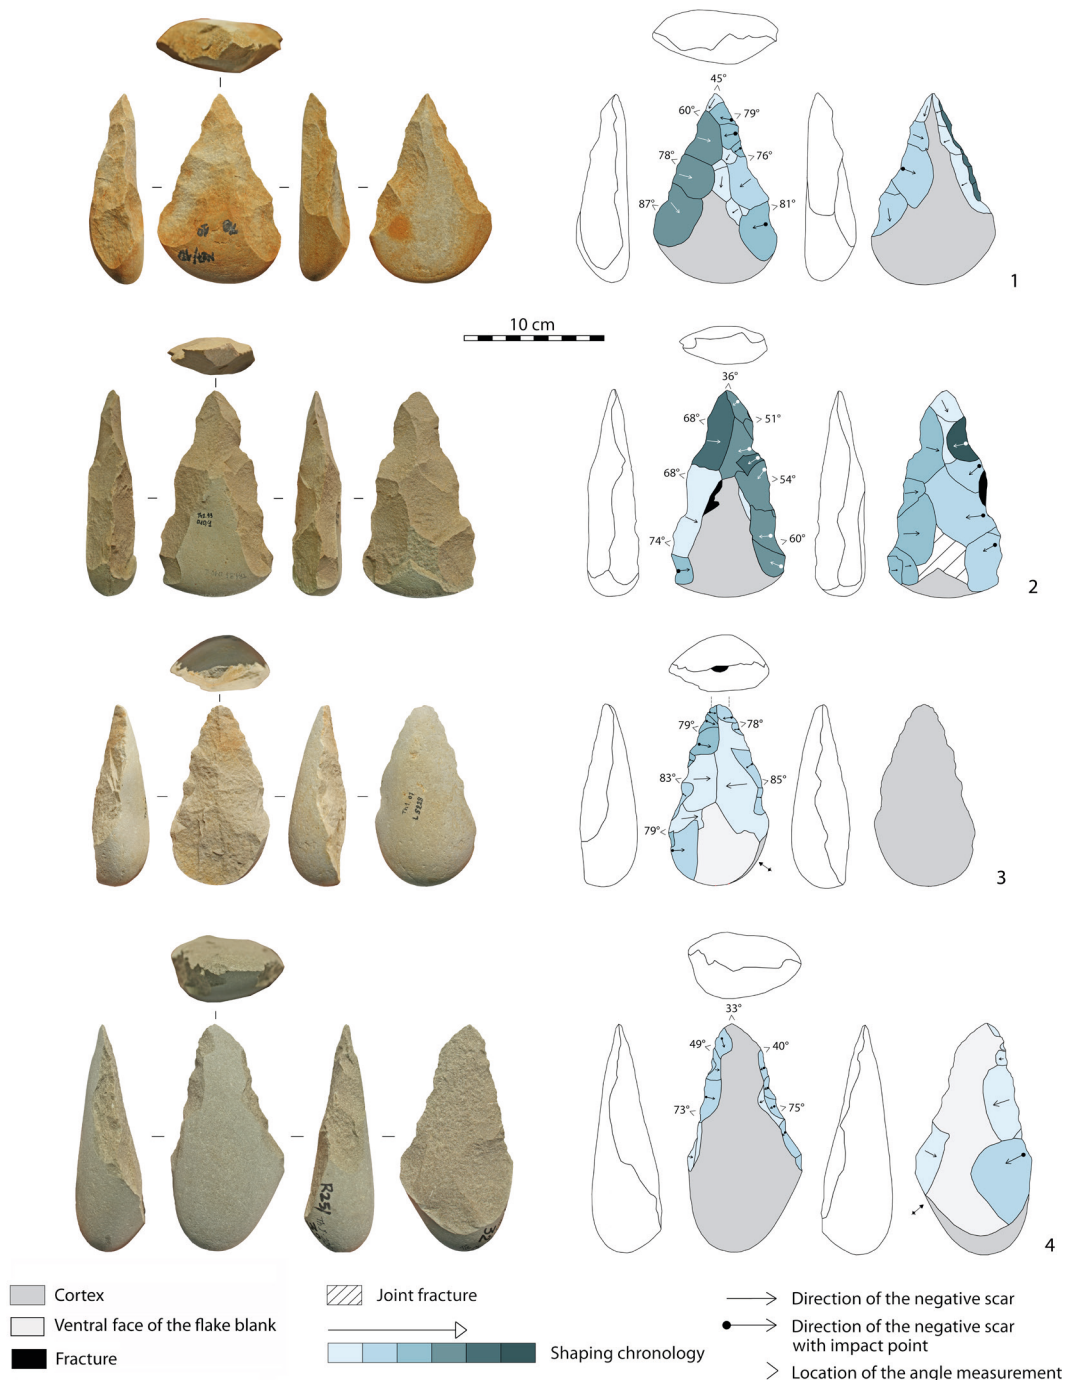 45°
60°
79°
78°
76°
87°
81°
1
10 cm
36°
68°
51°
68°
54°
74°
60°
2
79°
78°
83°
85°
79°
3
33°
49°
40°
73°
75°
R251
32
4
Cortex
Ventral face of the flake blank
Fracture
Joint fracture
Shaping chronology
Direction of the negative scar
Direction of the negative scar
with impact point
Location of the angle measurement